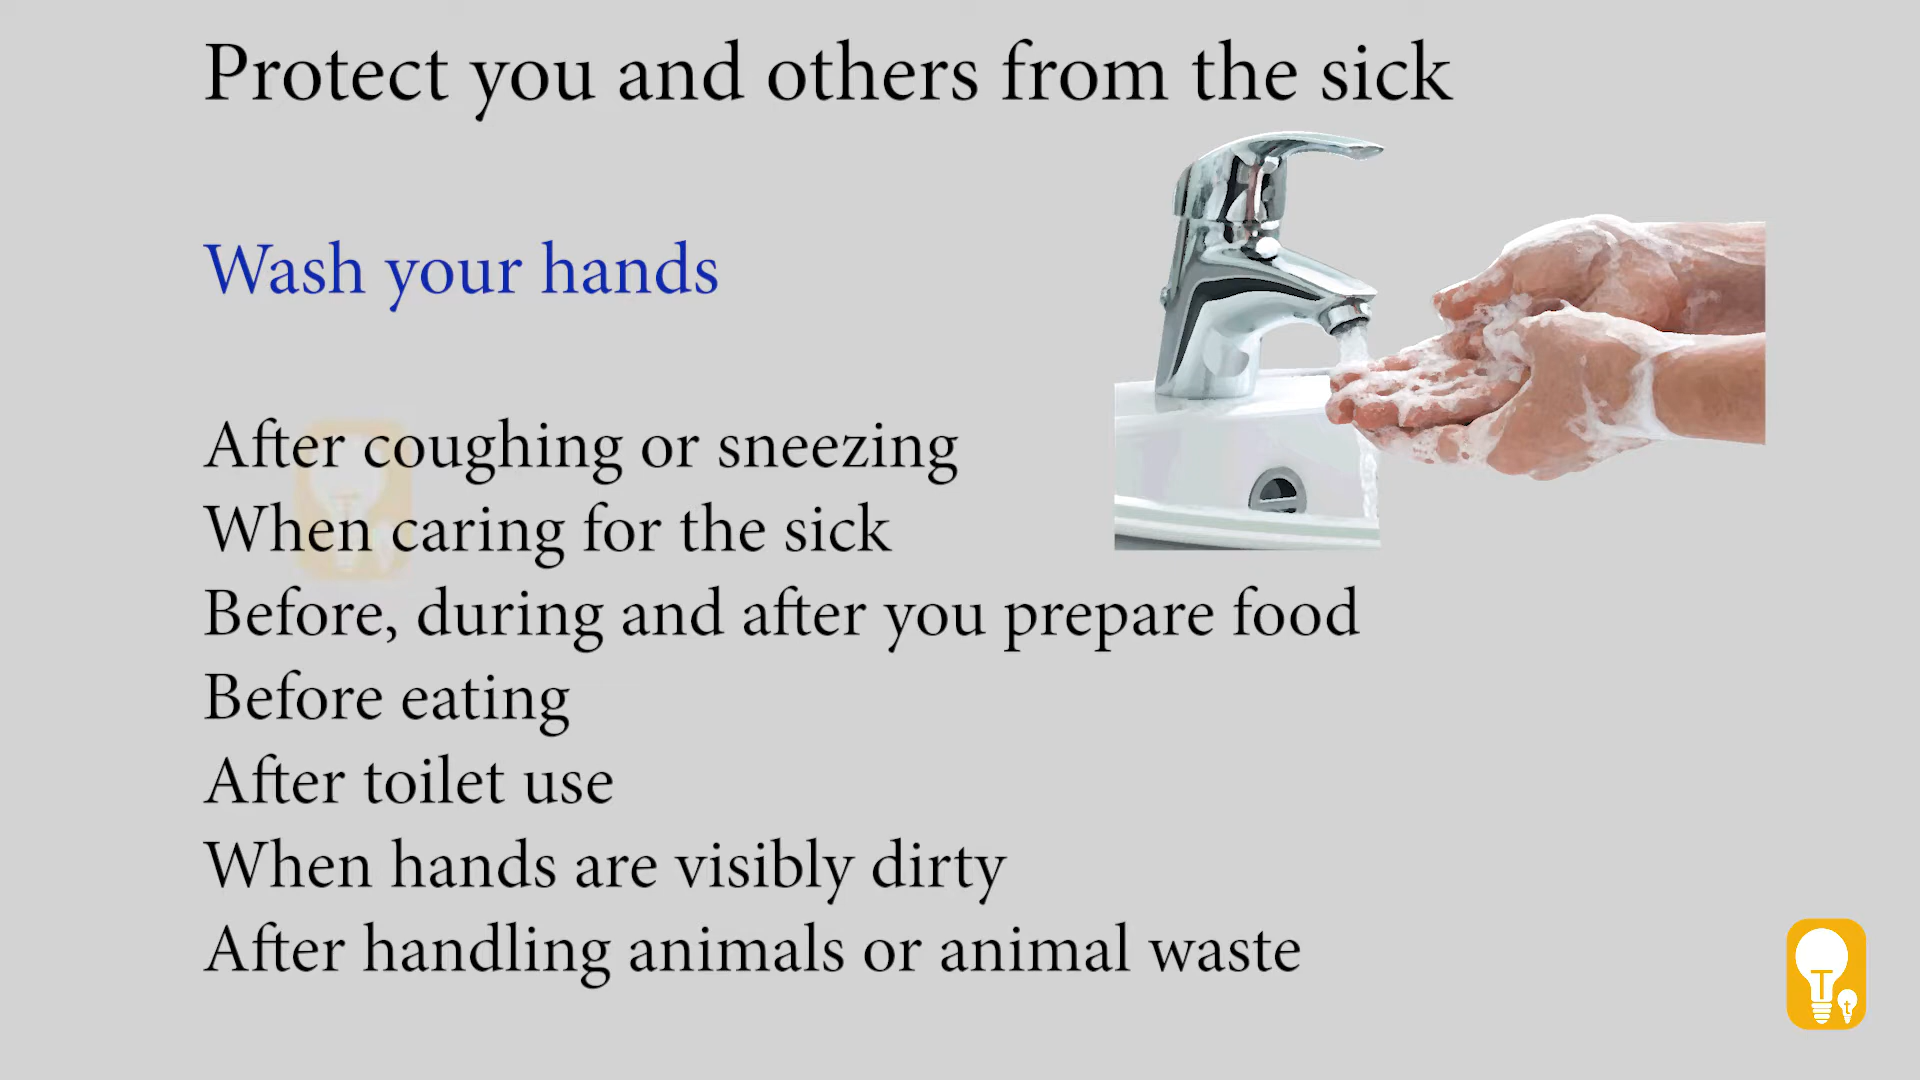 Protect you and others from the sick
Wash your hands
After coughing or sneezing
When caring for the sick
Before, during and after you prepare food
Before eating
After toilet use
When hands are visibly dirty
After handling animals or animal waste